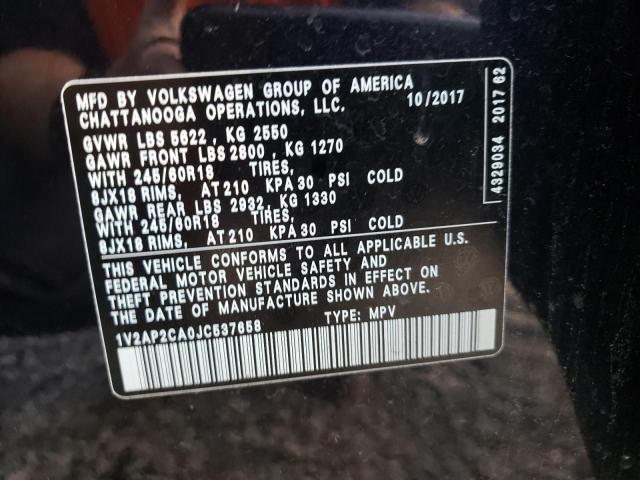 MFD BY VOLKSWAGEN GROUP OF AMERICA
CHATTANOOGA OPERATIONS, LLC. 10/2017
GVWR LBS 5622 , KG 2550
GAWR FRONT LBS 2800 , KG 1270
WITH 245/60R18 TIRES,
8JX18 RIMS, AT 210 KPA 30 PSI COLD
GAWR REAR LBS 2932, KG 1330
WITH 245/60R18 TIRES,
8JX18 RIMS, AT 210 KPA 30 PSI COLD
THIS VEHICLE CONFORMS TO ALL APPLICABLE U.S.
FEDERAL MOTOR VEHICLE SAFETY AND
THEFT PREVENTION STANDARDS IN EFFECT ON
THE DATE OF MANUFACTURE SHOWN ABOVE.
1V2AP2CA0JC537658 TYPE: MPV
4329034 2017 62